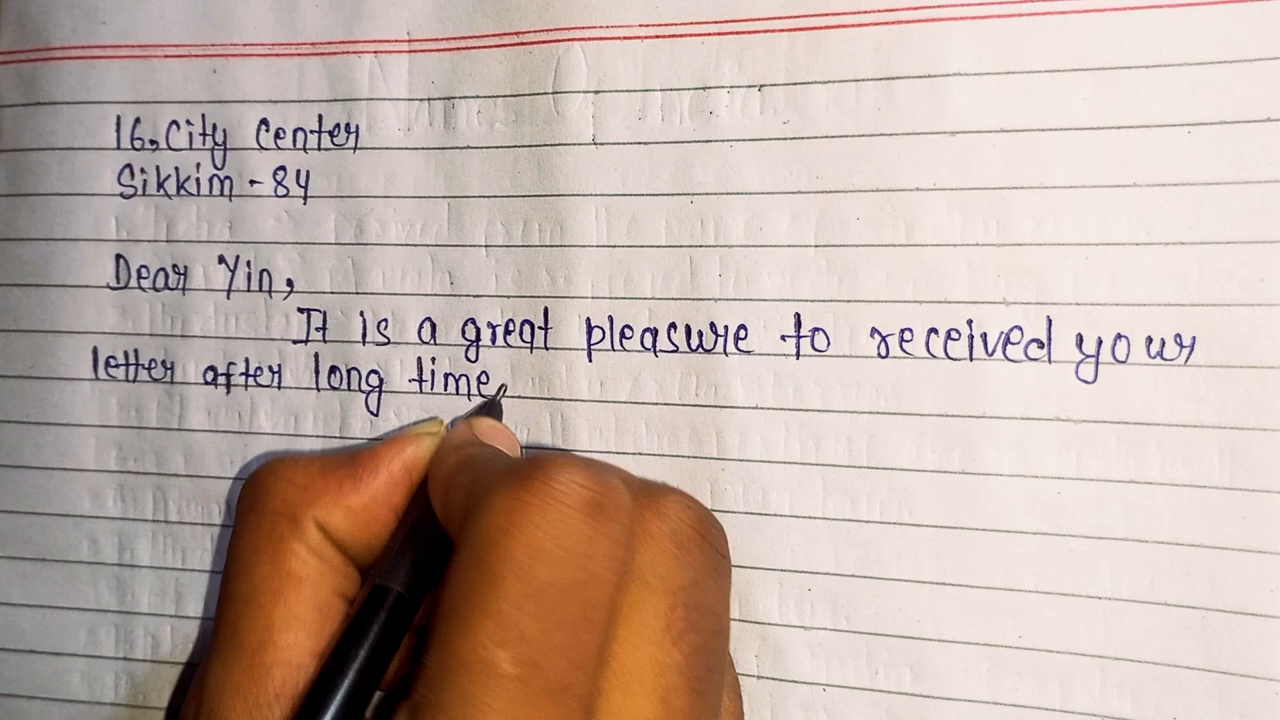 16, City Center
Sikkim - 84
Dear Yin,
It is a great pleasure to received your
letter after long time,